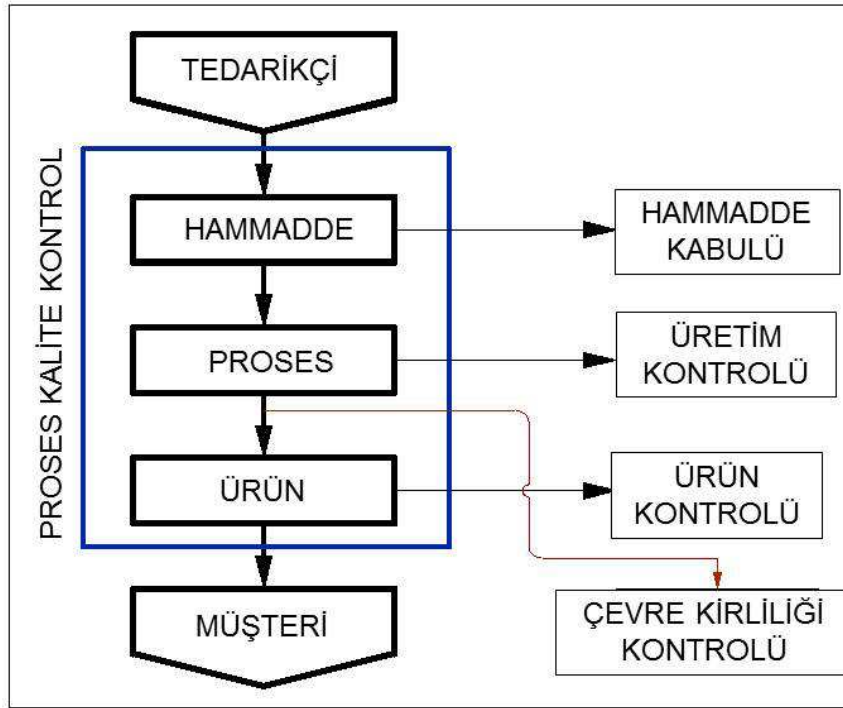 TEDARİKÇİ
PROSES KALİTE KONTROL
HAMMADDE
HAMMADDE
KABULÜ
PROSES
ÜRETİM
KONTROLÜ
ÜRÜN
ÜRÜN
KONTROLÜ
MÜŞTERİ
ÇEVRE KİRLİLİĞİ
KONTROLÜ